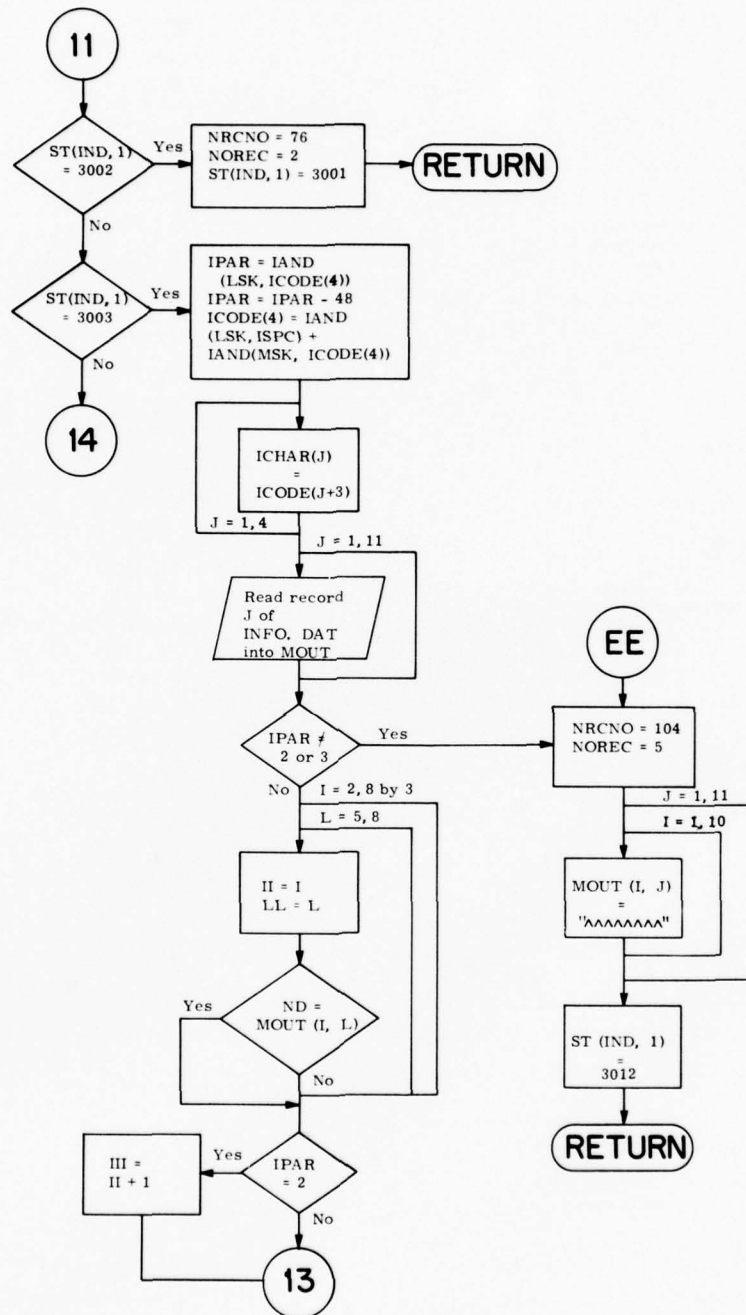 11
ST(IND, 1)
= 3002
Yes
NRCNO = 76
NOREC = 2
ST(IND, 1) = 3001
RETURN
No
ST(IND, 1)
= 3003
Yes
IPAR = IAND
(LSK, ICODE(4))
IPAR = IPAR - 48
ICODE(4) = IAND
(LSK, ISPC) +
IAND(MSK, ICODE(4))
No
14
ICHAR(J)
=
ICODE(J+3)
J = 1, 4
J = 1, 11
Read record
J of
INFO. DAT
into MOUT
EE
IPAR ≠
2 or 3
Yes
NRCNO = 104
NOREC = 5
No
I = 2, 8 by 3
L = 5, 8
J = 1, 11
I = 1, 10
II = I
LL = L
MOUT (I, J)
=
"^^^^^^^^"
Yes
ND =
MOUT (I, L)
No
ST (IND, 1)
=
3012
RETURN
III =
II + 1
Yes
IPAR
= 2
No
13